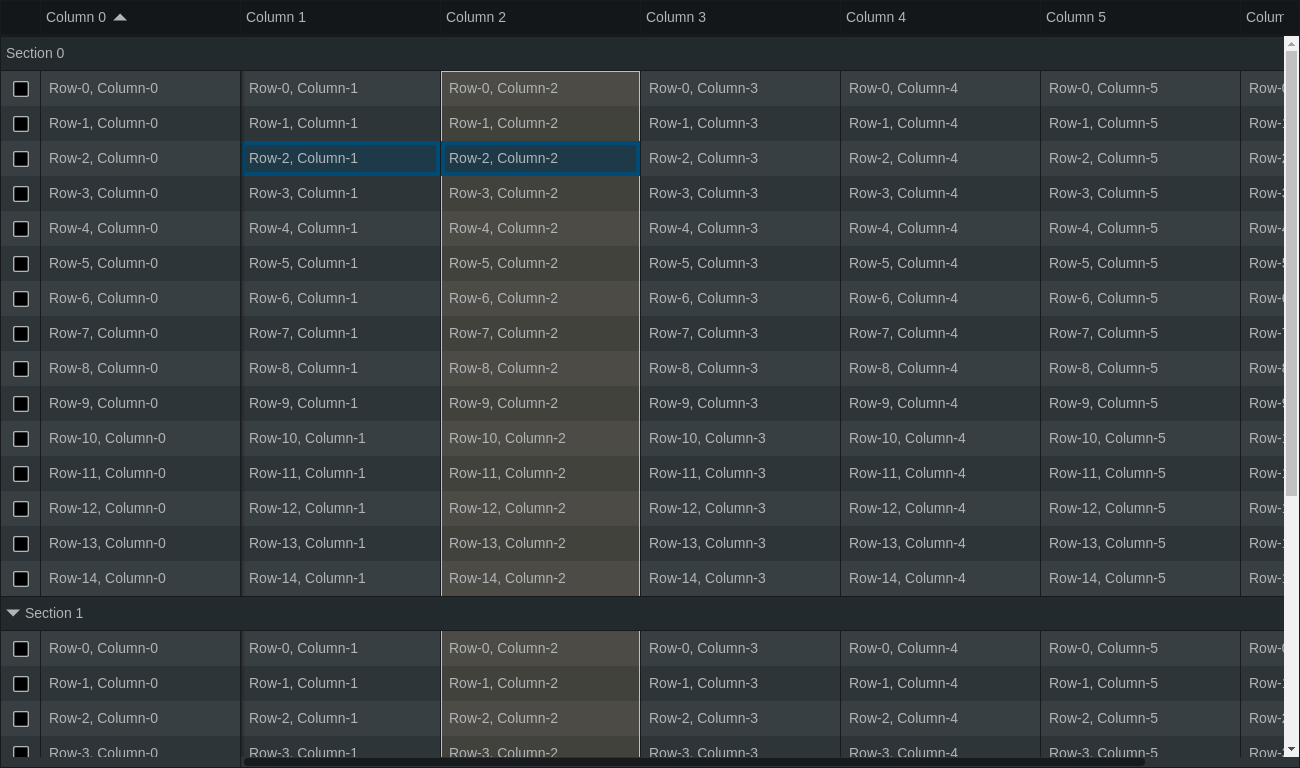 Column 0 Column 1 Column 2 Column 3 Column 4 Column 5 Colum
Section 0
Row-0, Column-0 Row-0, Column-1 Row-0, Column-2 Row-0, Column-3 Row-0, Column-4 Row-0, Column-5 Row-0
Row-1, Column-0 Row-1, Column-1 Row-1, Column-2 Row-1, Column-3 Row-1, Column-4 Row-1, Column-5 Row-1
Row-2, Column-0 Row-2, Column-1 Row-2, Column-2 Row-2, Column-3 Row-2, Column-4 Row-2, Column-5 Row-2
Row-3, Column-0 Row-3, Column-1 Row-3, Column-2 Row-3, Column-3 Row-3, Column-4 Row-3, Column-5 Row-3
Row-4, Column-0 Row-4, Column-1 Row-4, Column-2 Row-4, Column-3 Row-4, Column-4 Row-4, Column-5 Row-4
Row-5, Column-0 Row-5, Column-1 Row-5, Column-2 Row-5, Column-3 Row-5, Column-4 Row-5, Column-5 Row-5
Row-6, Column-0 Row-6, Column-1 Row-6, Column-2 Row-6, Column-3 Row-6, Column-4 Row-6, Column-5 Row-6
Row-7, Column-0 Row-7, Column-1 Row-7, Column-2 Row-7, Column-3 Row-7, Column-4 Row-7, Column-5 Row-7
Row-8, Column-0 Row-8, Column-1 Row-8, Column-2 Row-8, Column-3 Row-8, Column-4 Row-8, Column-5 Row-8
Row-9, Column-0 Row-9, Column-1 Row-9, Column-2 Row-9, Column-3 Row-9, Column-4 Row-9, Column-5 Row-9
Row-10, Column-0 Row-10, Column-1 Row-10, Column-2 Row-10, Column-3 Row-10, Column-4 Row-10, Column-5 Row-1
Row-11, Column-0 Row-11, Column-1 Row-11, Column-2 Row-11, Column-3 Row-11, Column-4 Row-11, Column-5 Row-1
Row-12, Column-0 Row-12, Column-1 Row-12, Column-2 Row-12, Column-3 Row-12, Column-4 Row-12, Column-5 Row-1
Row-13, Column-0 Row-13, Column-1 Row-13, Column-2 Row-13, Column-3 Row-13, Column-4 Row-13, Column-5 Row-1
Row-14, Column-0 Row-14, Column-1 Row-14, Column-2 Row-14, Column-3 Row-14, Column-4 Row-14, Column-5 Row-1
Section 1
Row-0, Column-0 Row-0, Column-1 Row-0, Column-2 Row-0, Column-3 Row-0, Column-4 Row-0, Column-5 Row-0
Row-1, Column-0 Row-1, Column-1 Row-1, Column-2 Row-1, Column-3 Row-1, Column-4 Row-1, Column-5 Row-1
Row-2, Column-0 Row-2, Column-1 Row-2, Column-2 Row-2, Column-3 Row-2, Column-4 Row-2, Column-5 Row-2
Row-3, Column-0 Row-3, Column-1 Row-3, Column-2 Row-3, Column-3 Row-3, Column-4 Row-3, Column-5 Row-3